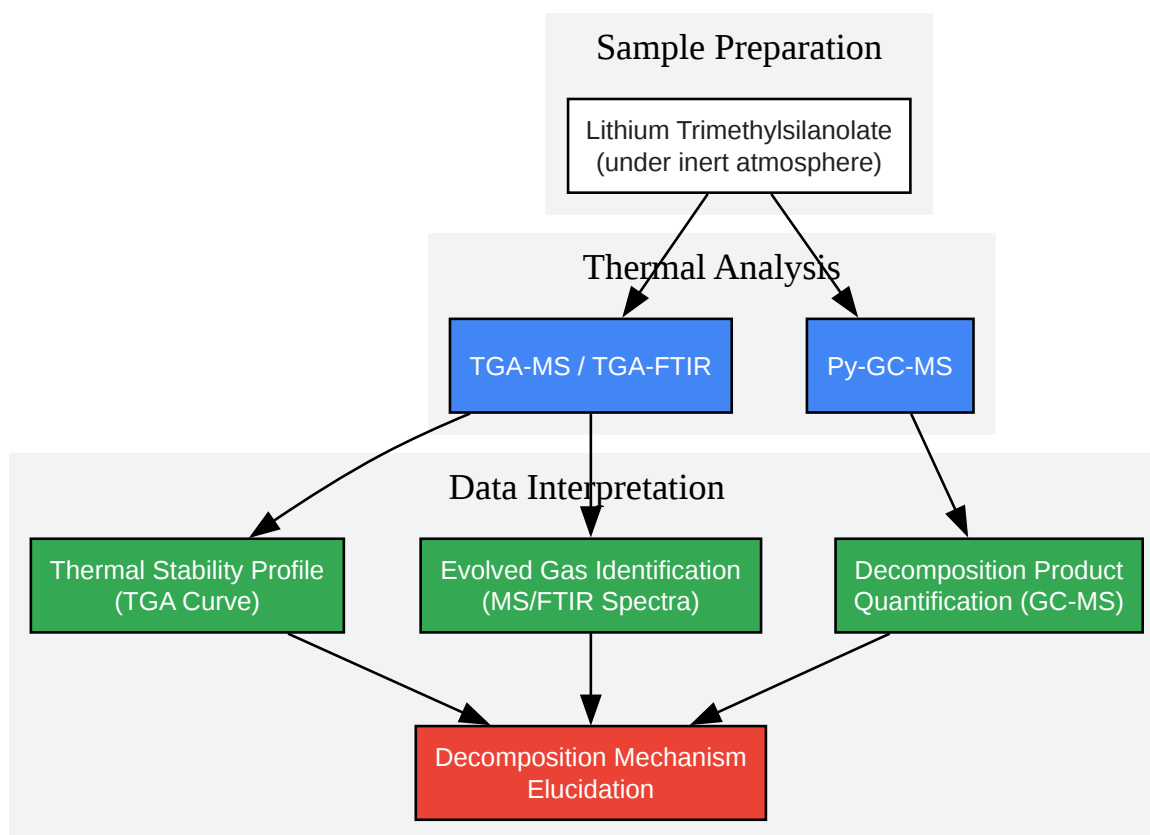 Sample Preparation
Lithium Trimethylsilanolate
(under inert atmosphere)
Thermal Analysis
TGA-MS / TGA-FTIR
Py-GC-MS
Data Interpretation
Thermal Stability Profile
(TGA Curve)
Evolved Gas Identification
(MS/FTIR Spectra)
Decomposition Product
Quantification (GC-MS)
Decomposition Mechanism
Elucidation